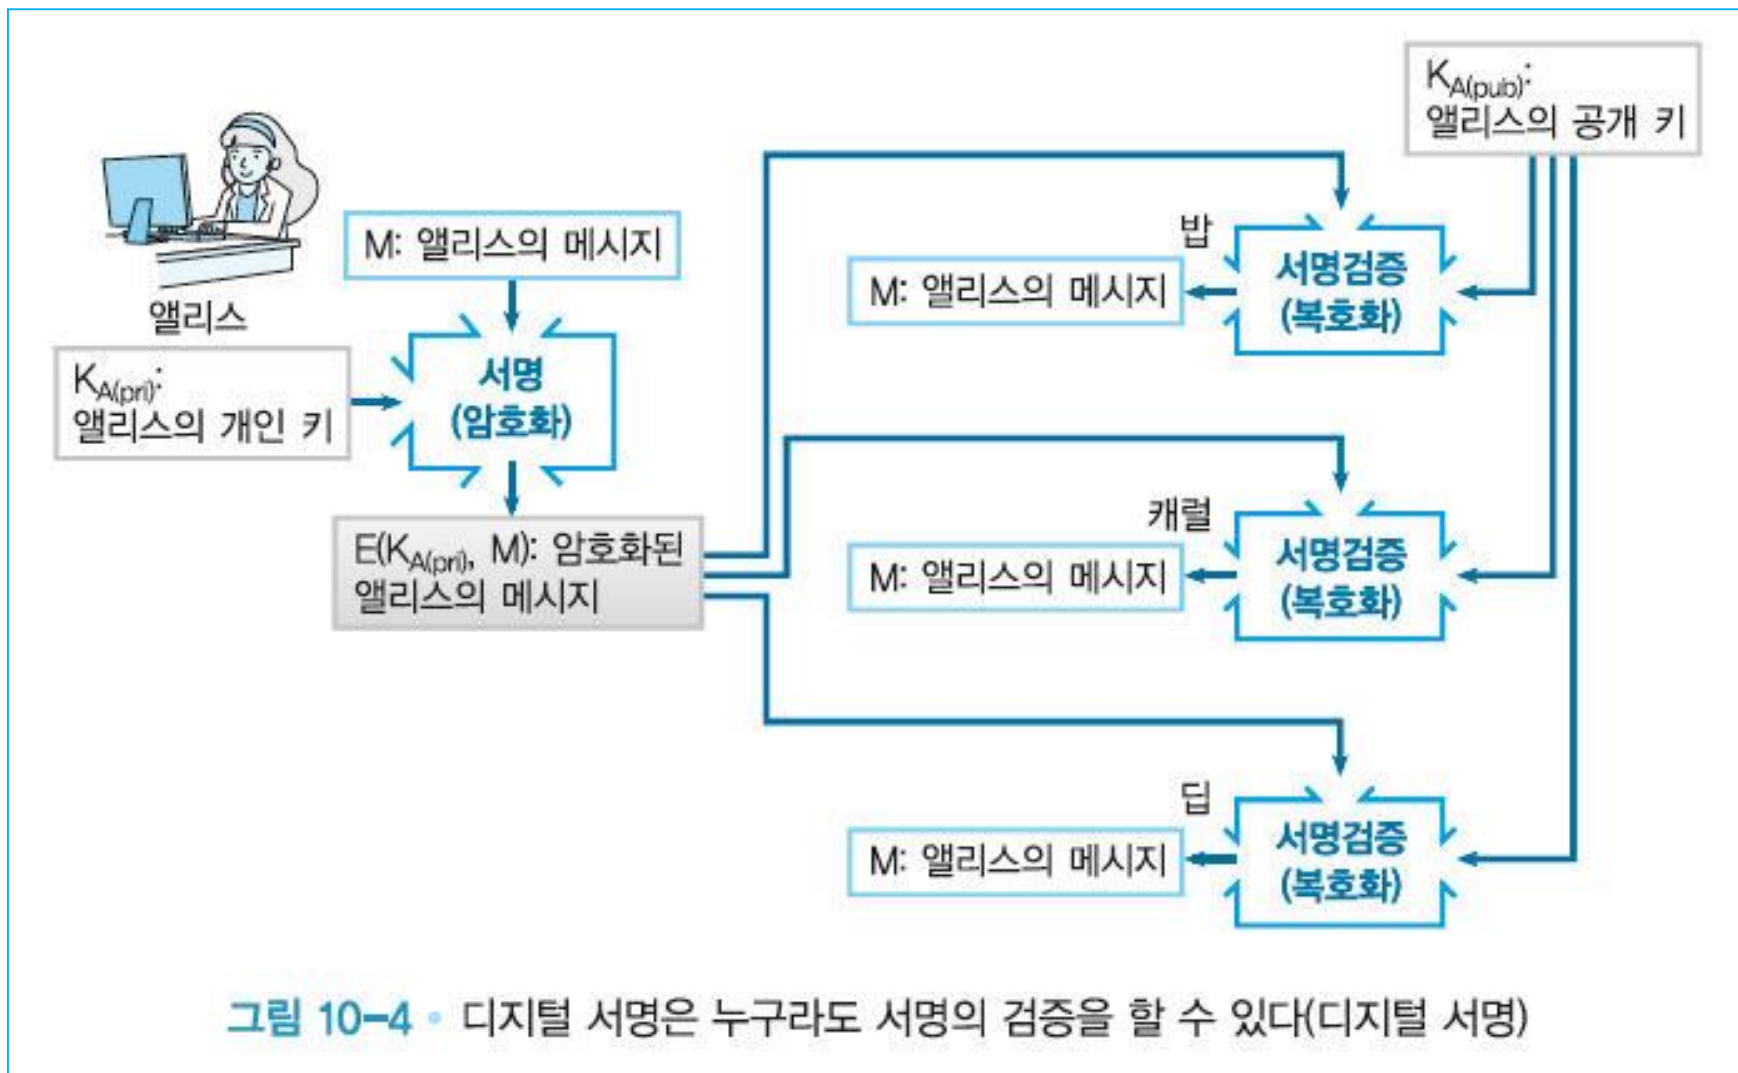 앨리스
M: 앨리스의 메시지
K_A(pri):
앨리스의 개인 키
서명
(암호화)
E(K_A(pri), M): 암호화된
앨리스의 메시지
K_A(pub):
앨리스의 공개 키
밥
서명검증
(복호화)
M: 앨리스의 메시지
캐럴
서명검증
(복호화)
M: 앨리스의 메시지
딥
서명검증
(복호화)
M: 앨리스의 메시지
그림 10-4 • 디지털 서명은 누구라도 서명의 검증을 할 수 있다(디지털 서명)